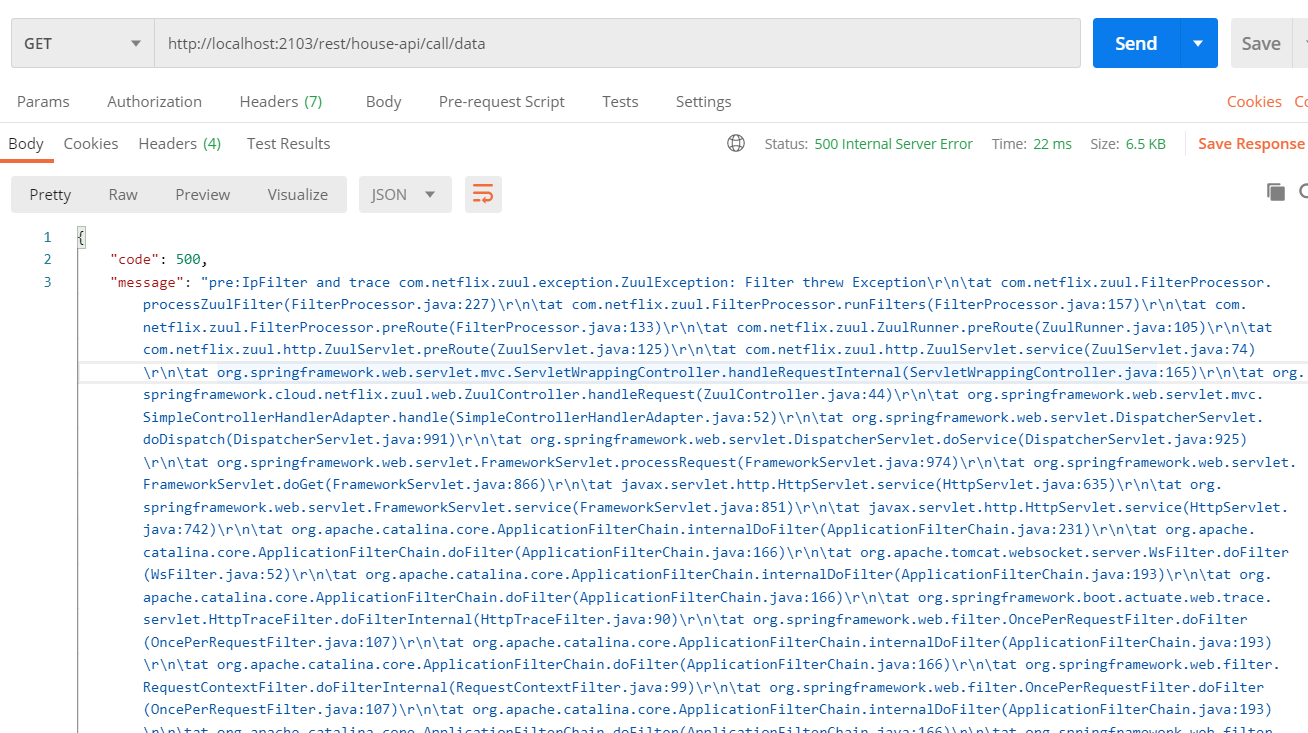 GET http://localhost:2103/rest/house-api/call/data Send Save
Params Authorization Headers (7) Body Pre-request Script Tests Settings Cookies
Body Cookies Headers (4) Test Results Status: 500 Internal Server Error Time: 22 ms Size: 6.5 KB Save Response
Pretty Raw Preview Visualize JSON
1 {
2 "code": 500,
3 "message": "pre:IpFilter and trace com.netflix.zuul.exception.ZuulException: Filter threw Exception\r\n\tat com.netflix.zuul.FilterProcessor.
processZuulFilter(FilterProcessor.java:227)\r\n\tat com.netflix.zuul.FilterProcessor.runFilters(FilterProcessor.java:157)\r\n\tat com.
netflix.zuul.FilterProcessor.preRoute(FilterProcessor.java:133)\r\n\tat com.netflix.zuul.ZuulRunner.preRoute(ZuulRunner.java:105)\r\n\tat
com.netflix.zuul.http.ZuulServlet.preRoute(ZuulServlet.java:125)\r\n\tat com.netflix.zuul.http.ZuulServlet.service(ZuulServlet.java:74)
\r\n\tat org.springframework.web.servlet.mvc.ServletWrappingController.handleRequestInternal(ServletWrappingController.java:165)\r\n\tat org.
springframework.cloud.netflix.zuul.web.ZuulController.handleRequest(ZuulController.java:44)\r\n\tat org.springframework.web.servlet.mvc.
SimpleControllerHandlerAdapter.handle(SimpleControllerHandlerAdapter.java:52)\r\n\tat org.springframework.web.servlet.DispatcherServlet.
doDispatch(DispatcherServlet.java:991)\r\n\tat org.springframework.web.servlet.DispatcherServlet.doService(DispatcherServlet.java:925)
\r\n\tat org.springframework.web.servlet.FrameworkServlet.processRequest(FrameworkServlet.java:974)\r\n\tat org.springframework.web.servlet.
FrameworkServlet.doGet(FrameworkServlet.java:866)\r\n\tat javax.servlet.http.HttpServlet.service(HttpServlet.java:635)\r\n\tat org.
springframework.web.servlet.FrameworkServlet.service(FrameworkServlet.java:851)\r\n\tat javax.servlet.http.HttpServlet.service(HttpServlet.
java:742)\r\n\tat org.apache.catalina.core.ApplicationFilterChain.internalDoFilter(ApplicationFilterChain.java:231)\r\n\tat org.apache.
catalina.core.ApplicationFilterChain.doFilter(ApplicationFilterChain.java:166)\r\n\tat org.apache.tomcat.websocket.server.WsFilter.doFilter
(WsFilter.java:52)\r\n\tat org.apache.catalina.core.ApplicationFilterChain.internalDoFilter(ApplicationFilterChain.java:193)\r\n\tat org.
apache.catalina.core.ApplicationFilterChain.doFilter(ApplicationFilterChain.java:166)\r\n\tat org.springframework.boot.actuate.web.trace.
servlet.HttpTraceFilter.doFilterInternal(HttpTraceFilter.java:90)\r\n\tat org.springframework.web.filter.OncePerRequestFilter.doFilter
(OncePerRequestFilter.java:107)\r\n\tat org.apache.catalina.core.ApplicationFilterChain.internalDoFilter(ApplicationFilterChain.java:193)
\r\n\tat org.apache.catalina.core.ApplicationFilterChain.doFilter(ApplicationFilterChain.java:166)\r\n\tat org.springframework.web.filter.
RequestContextFilter.doFilterInternal(RequestContextFilter.java:99)\r\n\tat org.springframework.web.filter.OncePerRequestFilter.doFilter
(OncePerRequestFilter.java:107)\r\n\tat org.apache.catalina.core.ApplicationFilterChain.internalDoFilter(ApplicationFilterChain.java:193)
\r\n\tat org.apache.catalina.core.ApplicationFilterChain.doFilter(ApplicationFilterChain.java:166)\r\n\tat org.springframework.web.filter.